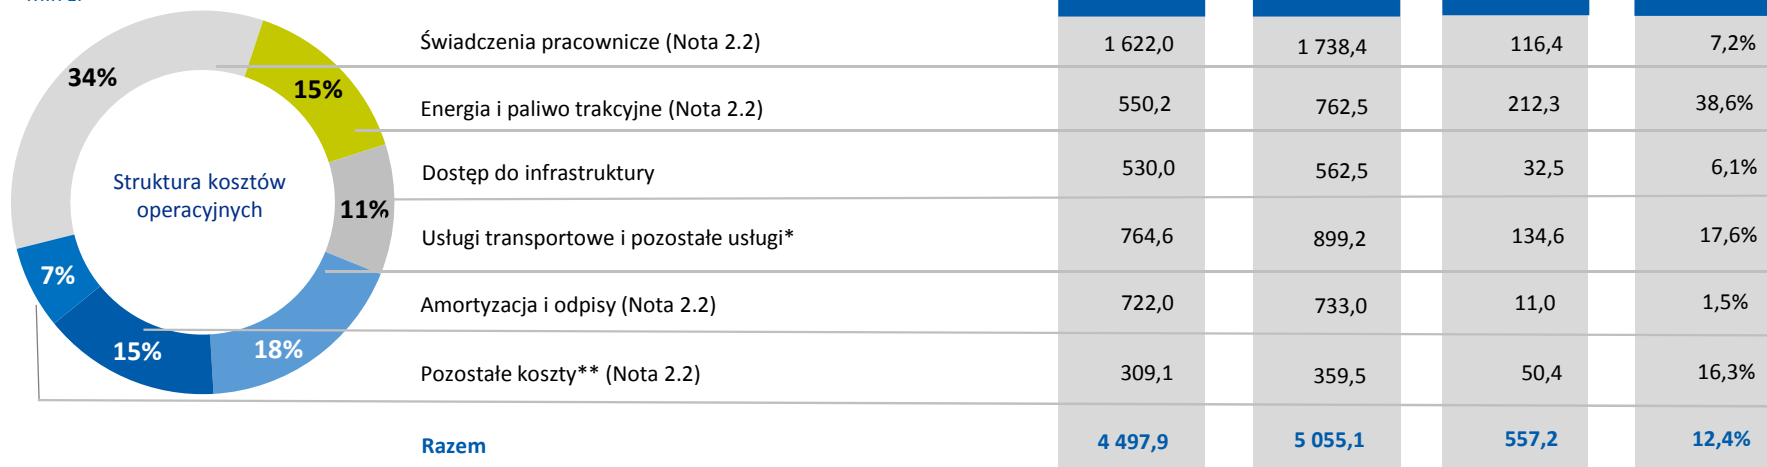 34%
15%
11%
18%
15%
7%
Struktura kosztów
operacyjnych
Świadczenia pracownicze (Nota 2.2) 1 622,0 1 738,4 116,4 7,2%
Energia i paliwo trakcyjne (Nota 2.2) 550,2 762,5 212,3 38,6%
Dostęp do infrastruktury 530,0 562,5 32,5 6,1%
Usługi transportowe i pozostałe usługi* 764,6 899,2 134,6 17,6%
Amortyzacja i odpisy (Nota 2.2) 722,0 733,0 11,0 1,5%
Pozostałe koszty** (Nota 2.2) 309,1 359,5 50,4 16,3%
Razem 4 497,9 5 055,1 557,2 12,4%